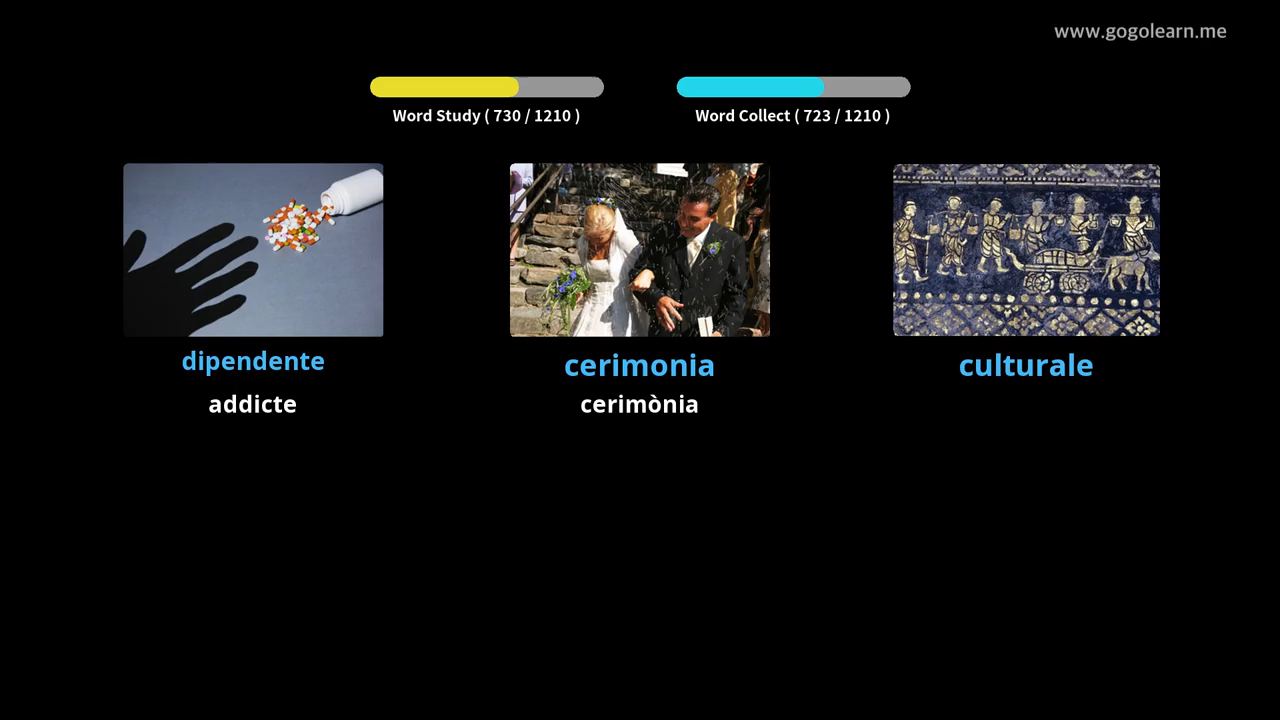 www.gogolearn.me
Word Study ( 730 / 1210 )
Word Collect ( 723 / 1210 )
dipendente
addicte
cerimonia
cerimònia
culturale